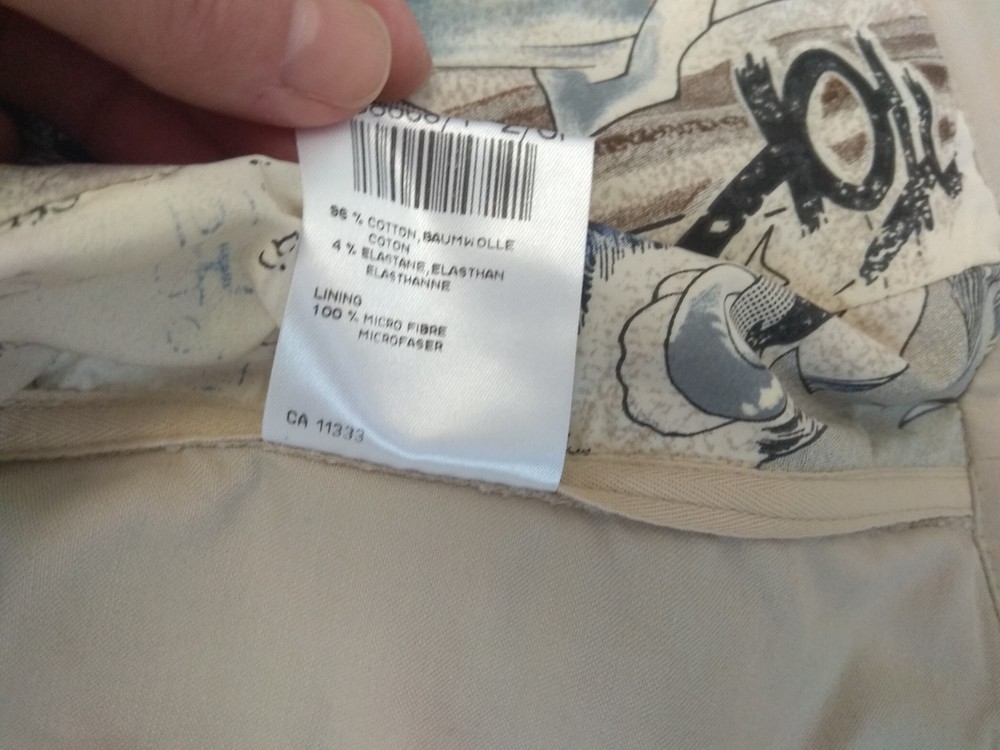 96 % COTTON,BAUMWOLLE
COTON
4 % ELASTANE,ELASTHAN
ELASTHANNE
LINING
100 % MICRO FIBRE
MICROFASER
CA 11333